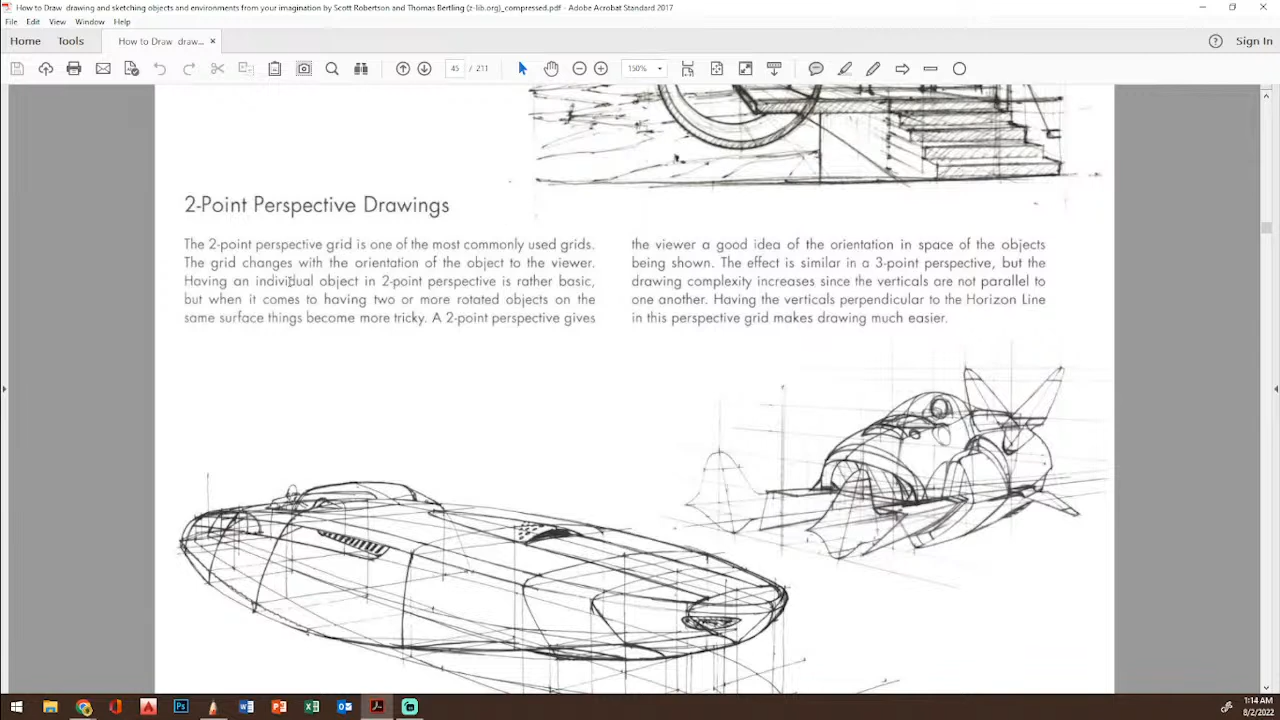 How to Draw drawing and sketching objects and environments from your imagination by Scott Robertson and Thomas Bertling (z-lib.org)_compressed.pdf - Adobe Acrobat Standard 2017
File Edit View Window Help
Home Tools How to Draw draw... × Sign In
45 / 211 150%
2-Point Perspective Drawings
The 2-point perspective grid is one of the most commonly used grids.
The grid changes with the orientation of the object to the viewer.
Having an individual object in 2-point perspective is rather basic,
but when it comes to having two or more rotated objects on the
same surface things become more tricky. A 2-point perspective gives
the viewer a good idea of the orientation in space of the objects
being shown. The effect is similar in a 3-point perspective, but the
drawing complexity increases since the verticals are not parallel to
one another. Having the verticals perpendicular to the Horizon Line
in this perspective grid makes drawing much easier.
1:14 AM
8/2/2022